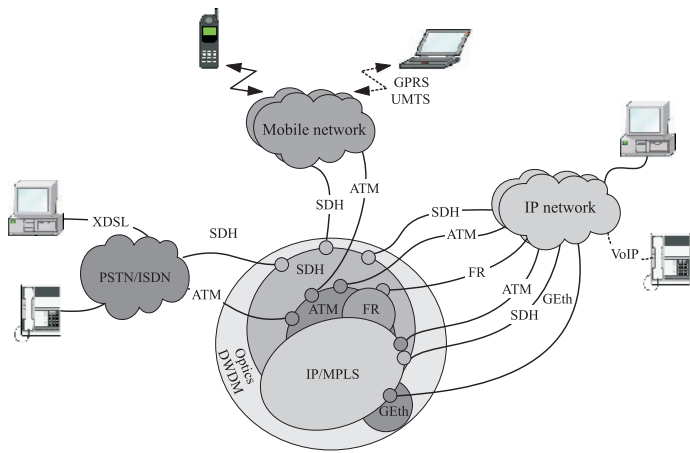 GPRS
UMTS
Mobile network
ATM
SDH
IP network
SDH
ATM
VoIP
XDSL
SDH
PSTN/ISDN
ATM
SDH
FR
ATM
GEth
SDH
ATM
FR
Optics
DWDM
IP/MPLS
GEth